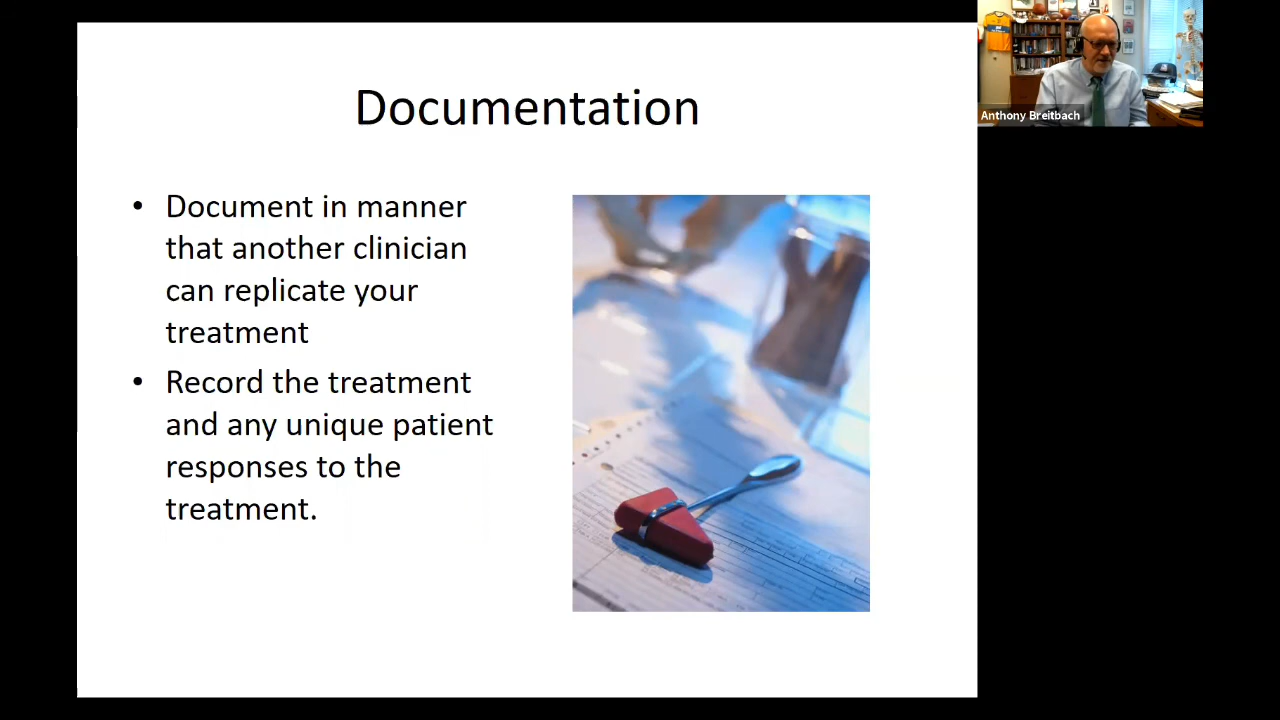 Documentation
• Document in manner
that another clinician
can replicate your
treatment
• Record the treatment
and any unique patient
responses to the
treatment.
Anthony Breitbach